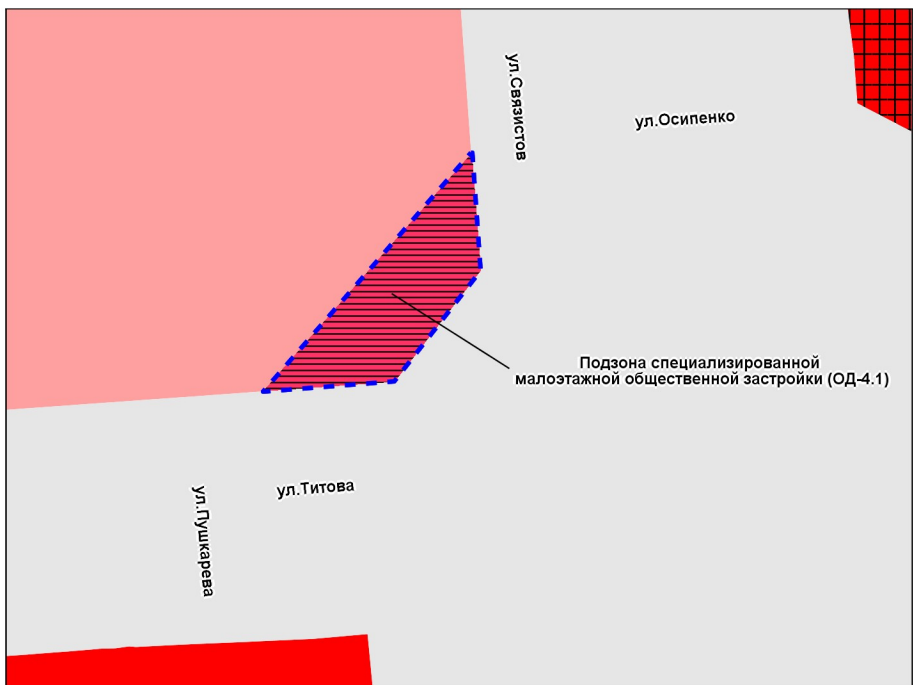 ул.Связистов
ул.Осипенко
Подзона специализированной
малоэтажной общественной застройки (ОД-4.1)
ул.Титова
ул.Пушкарева